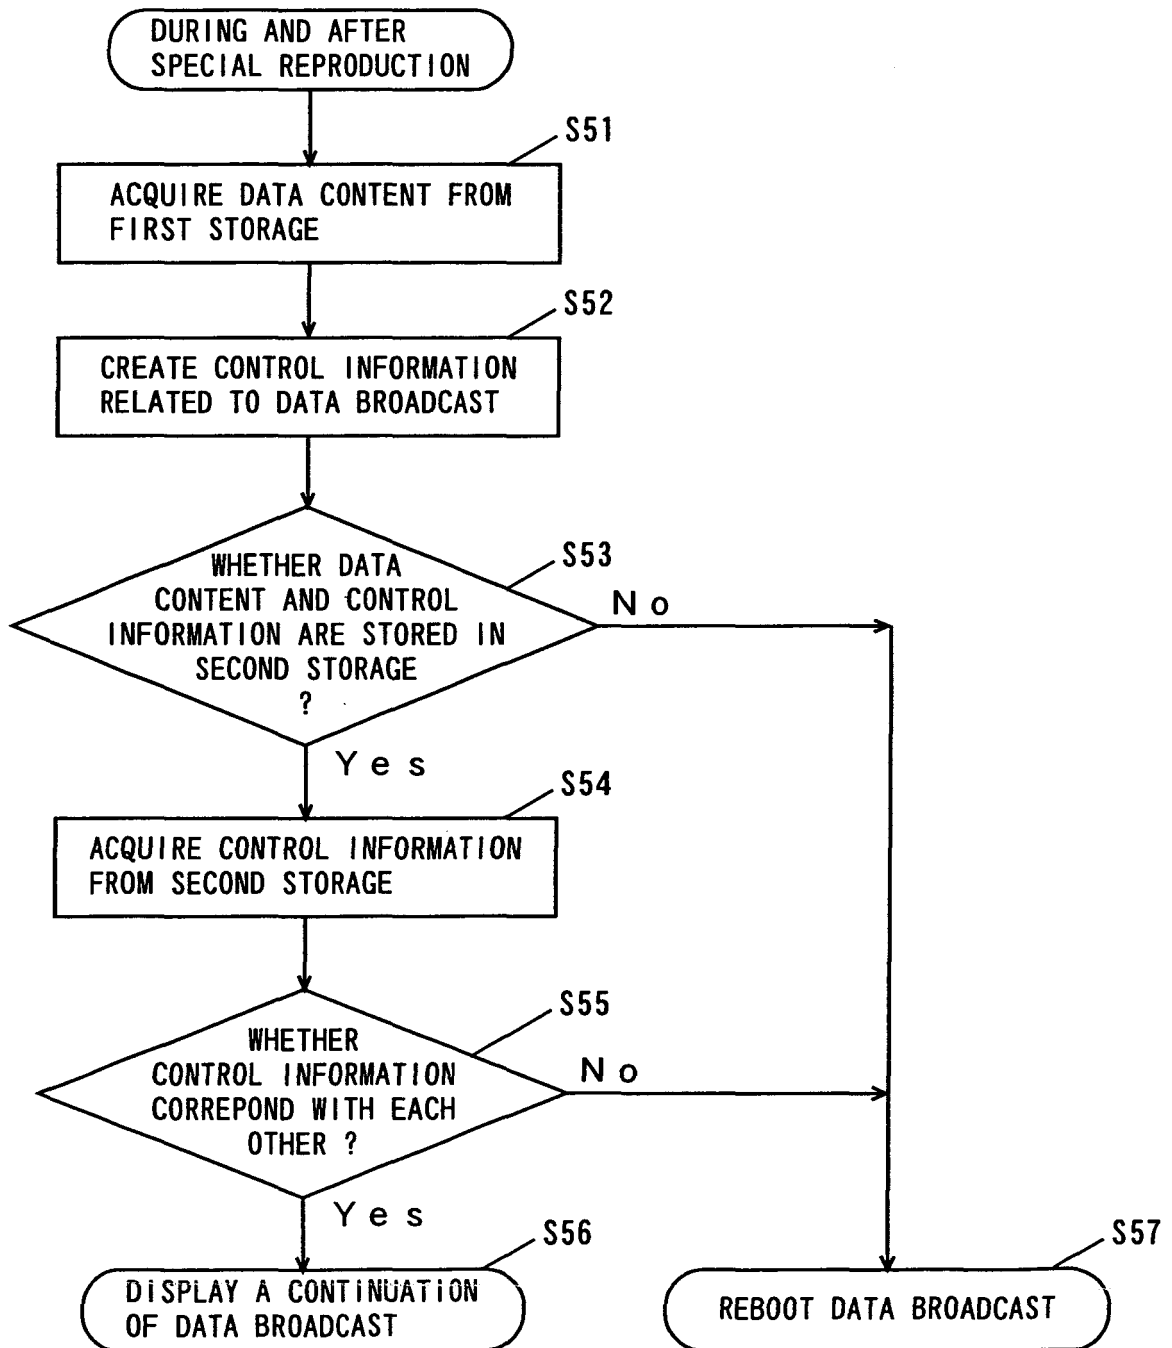 DURING AND AFTER
SPECIAL REPRODUCTION
S51
ACQUIRE DATA CONTENT FROM
FIRST STORAGE
S52
CREATE CONTROL INFORMATION
RELATED TO DATA BROADCAST
S53
WHETHER DATA
CONTENT AND CONTROL
INFORMATION ARE STORED IN
SECOND STORAGE
?
No
Yes
S54
ACQUIRE CONTROL INFORMATION
FROM SECOND STORAGE
S55
WHETHER
CONTROL INFORMATION
CORREPOND WITH EACH
OTHER ?
No
Yes
S56
DISPLAY A CONTINUATION
OF DATA BROADCAST
S57
REBOOT DATA BROADCAST